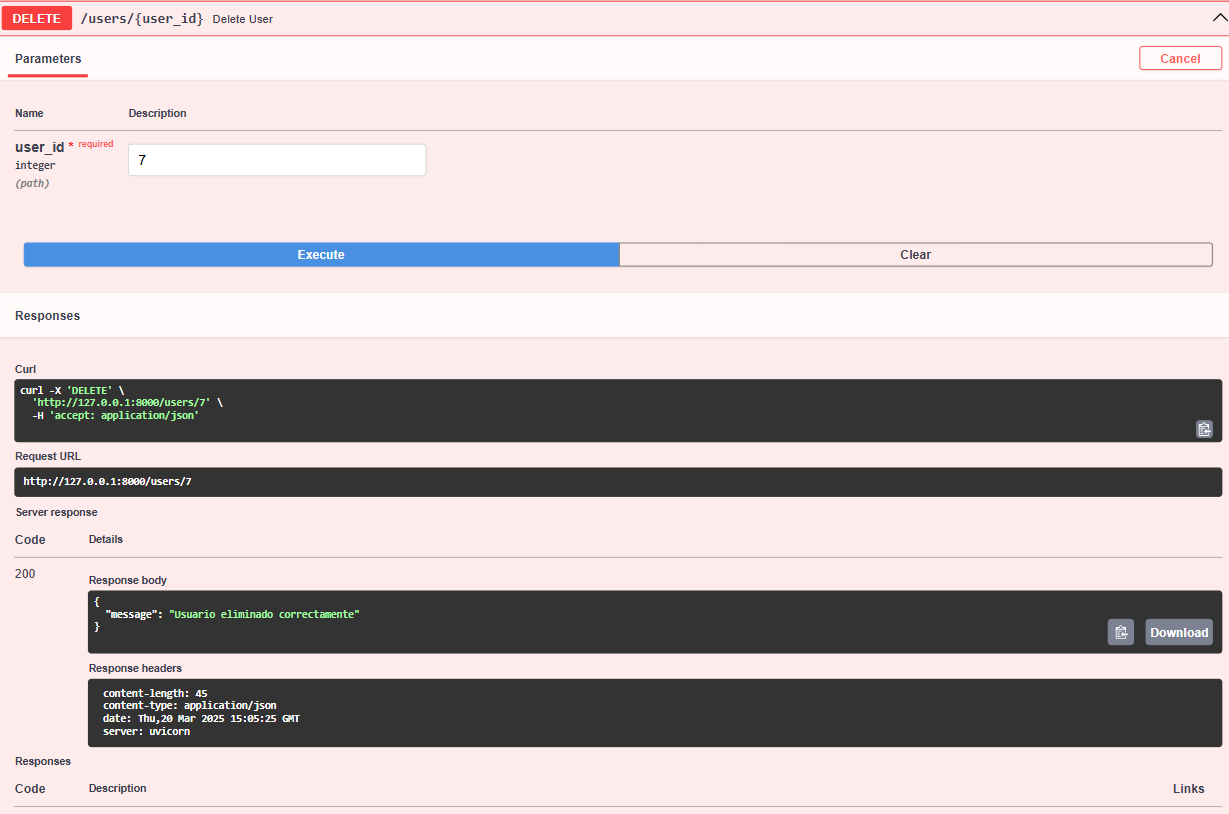 DELETE /users/{user_id} Delete User
Parameters
Cancel
Name Description
user_id * required
integer
(path)
7
Execute
Clear
Responses
Curl
curl -X 'DELETE' \
'http://127.0.0.1:8000/users/7' \
-H 'accept: application/json'
Request URL
http://127.0.0.1:8000/users/7
Server response
Code Details
200
Response body
{
"message": "Usuario eliminado correctamente"
}
Download
Response headers
content-length: 45
content-type: application/json
date: Thu,20 Mar 2025 15:05:25 GMT
server: uvicorn
Responses
Code Description Links